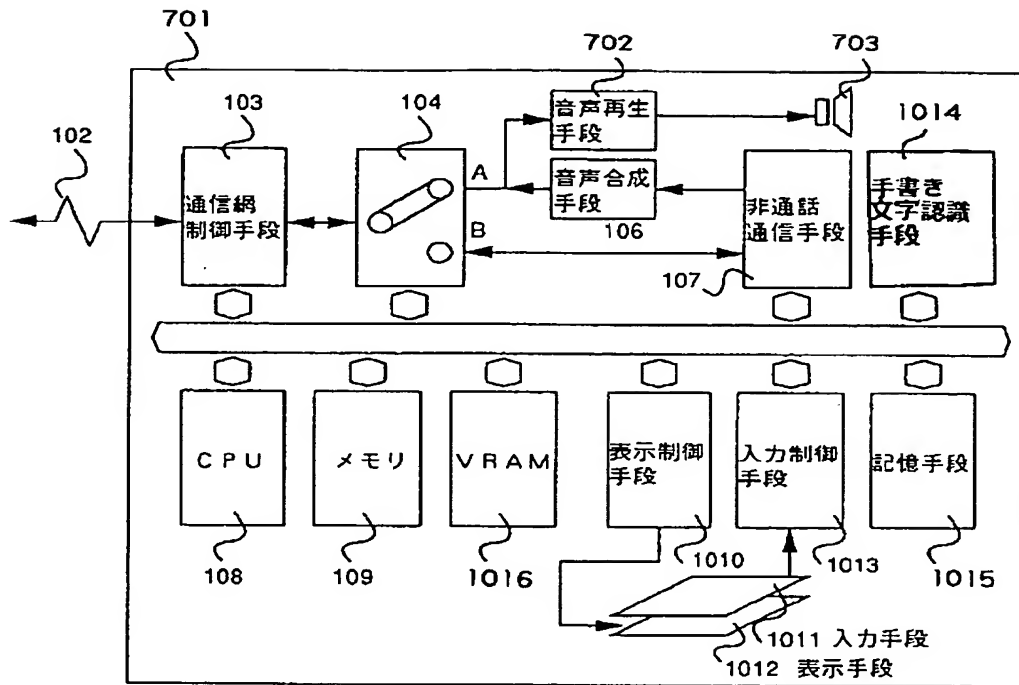 701
702
703
102
103
104
1014
通信網
制御手段
A
B
音声再生
手段
音声合成
手段
106
非通話
通信手段
107
手書き
文字認識
手段
CPU
メモリ
VRAM
表示制御
手段
入力制御
手段
記憶手段
108
109
1016
1010
1013
1015
1011 入力手段
1012 表示手段